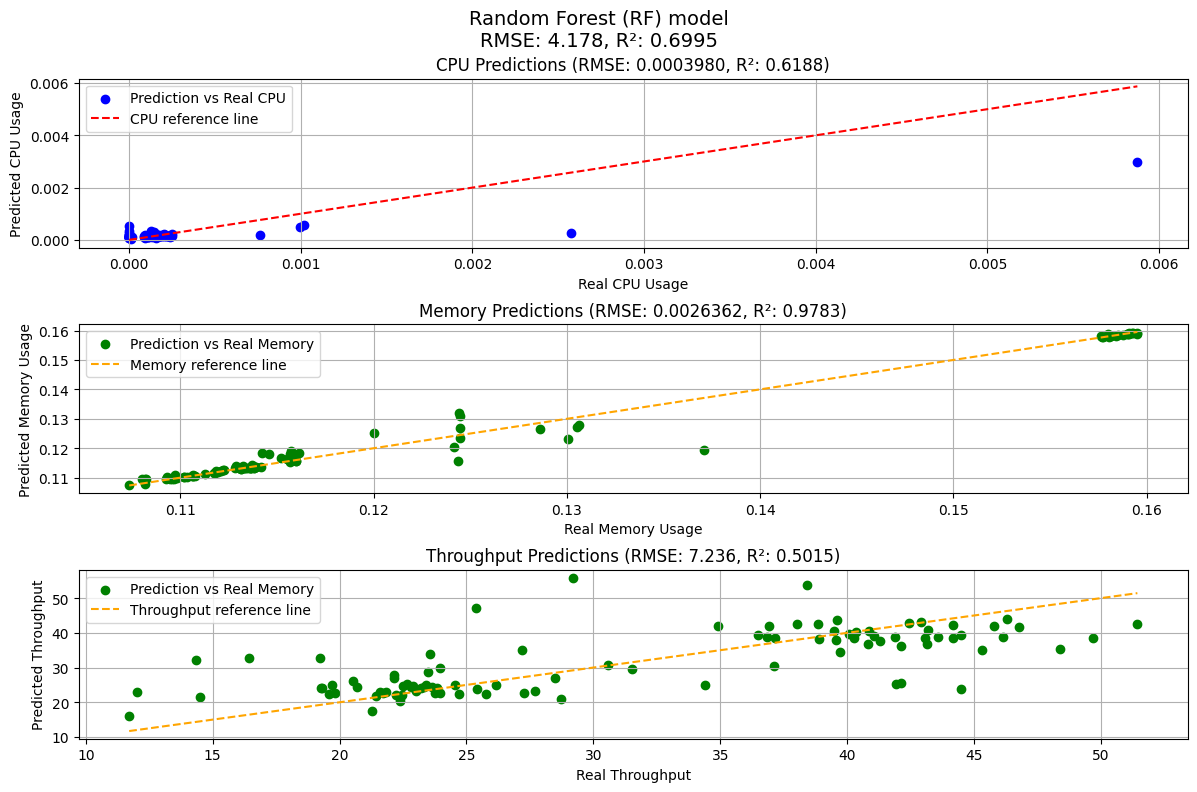 Random Forest (RF) model
RMSE: 4.178, R²: 0.6995
CPU Predictions (RMSE: 0.0003980, R²: 0.6188)
Predicted CPU Usage
0.006
0.004
0.002
0.000
Prediction vs Real CPU
CPU reference line
0.000 0.001 0.002 0.003 0.004 0.005 0.006
Real CPU Usage
Memory Predictions (RMSE: 0.0026362, R²: 0.9783)
Predicted Memory Usage
0.16
0.15
0.14
0.13
0.12
0.11
Prediction vs Real Memory
Memory reference line
0.11 0.12 0.13 0.14 0.15 0.16
Real Memory Usage
Throughput Predictions (RMSE: 7.236, R²: 0.5015)
Predicted Throughput
50
40
30
20
10
Prediction vs Real Memory
Throughput reference line
10 15 20 25 30 35 40 45 50
Real Throughput